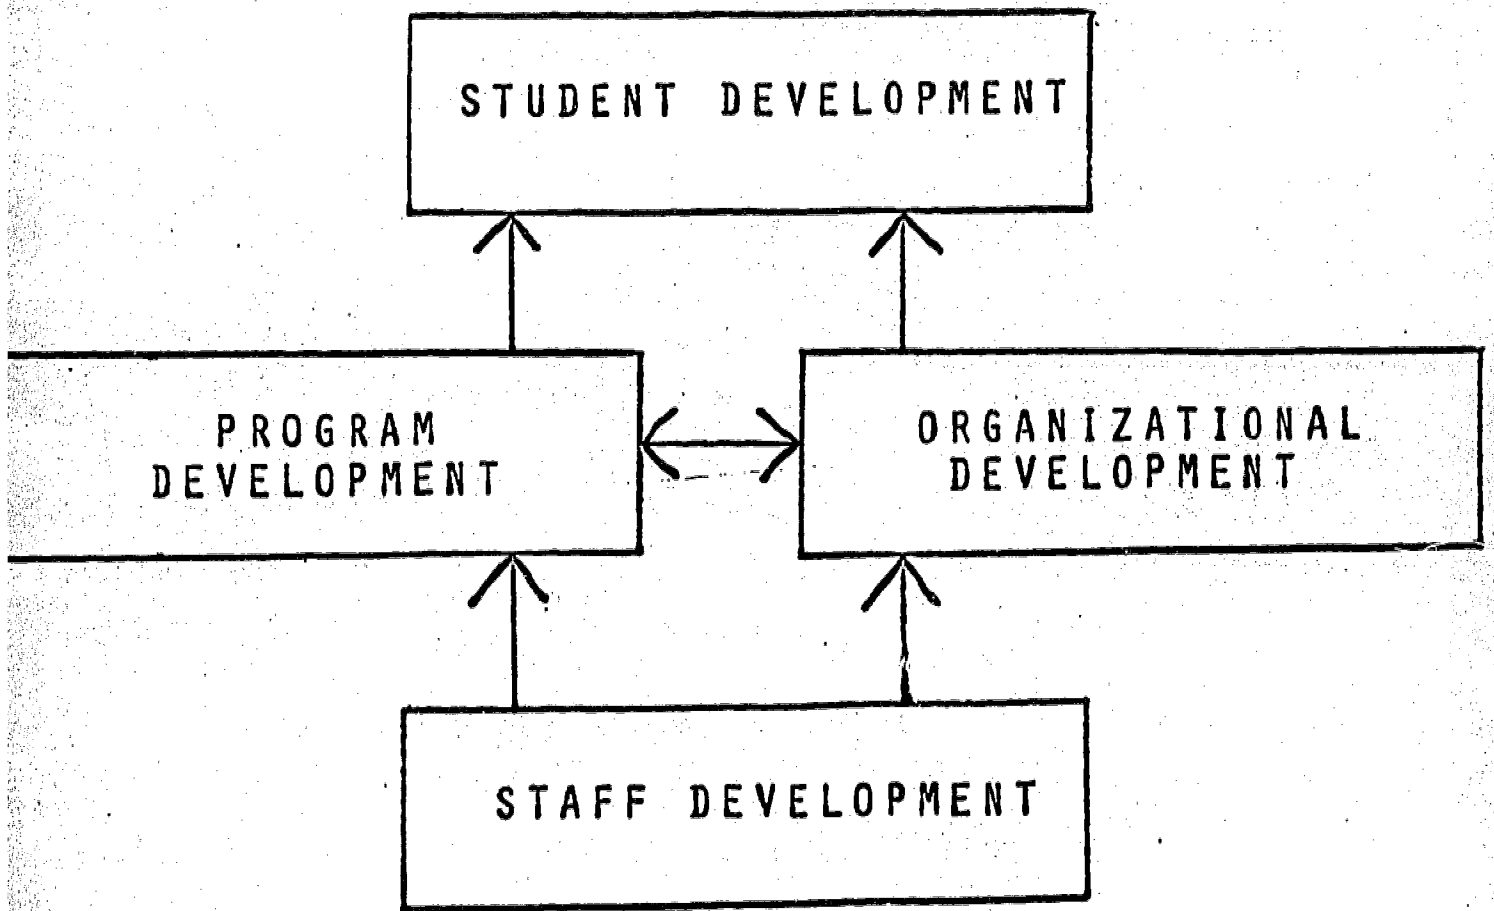 STUDENT DEVELOPMENT
PROGRAM
DEVELOPMENT
ORGANIZATIONAL
DEVELOPMENT
STAFF DEVELOPMENT